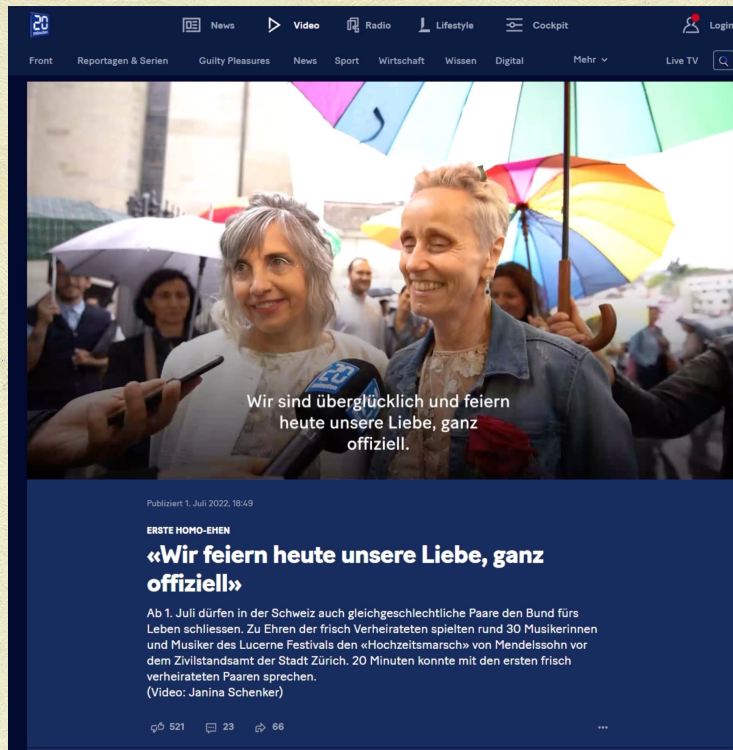 20
minuten
News
Video
Radio
Lifestyle
Cockpit
Login
Front Reportagen & Serien Guilty Pleasures News Sport Wirtschaft Wissen Digital Mehr Live TV
20
minuten
Wir sind überglücklich und feiern
heute unsere Liebe, ganz
offiziell.
Publiziert 1. Juli 2022, 18:49
ERSTE HOMO-EHEN
«Wir feiern heute unsere Liebe, ganz
offiziell»
Ab 1. Juli dürfen in der Schweiz auch gleichgeschlechtliche Paare den Bund fürs
Leben schliessen. Zu Ehren der frisch Verheirateten spielten rund 30 Musikerinnen
und Musiker des Lucerne Festivals den «Hochzeitsmarsch» von Mendelssohn vor
dem Zivilstandsamt der Stadt Zürich. 20 Minuten konnte mit den ersten frisch
verheirateten Paaren sprechen.
(Video: Janina Schenker)
521 23 66